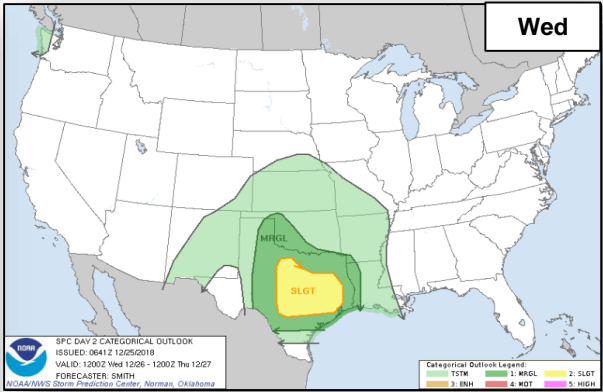 Wed
MRGL
SLGT
NOAA
SPC DAY 2 CATEGORICAL OUTLOOK
ISSUED: 0641Z 12/25/2018
VALID: 1200Z Wed 12/26 - 1200Z Thu 12/27
FORECASTER: SMITH
NOAA/NWS Storm Prediction Center, Norman, Oklahoma
Categorical Outlook Legend:
TSTM 1: MRGL 2: SLGT
3: ENH 4: MDT 5: HIGH